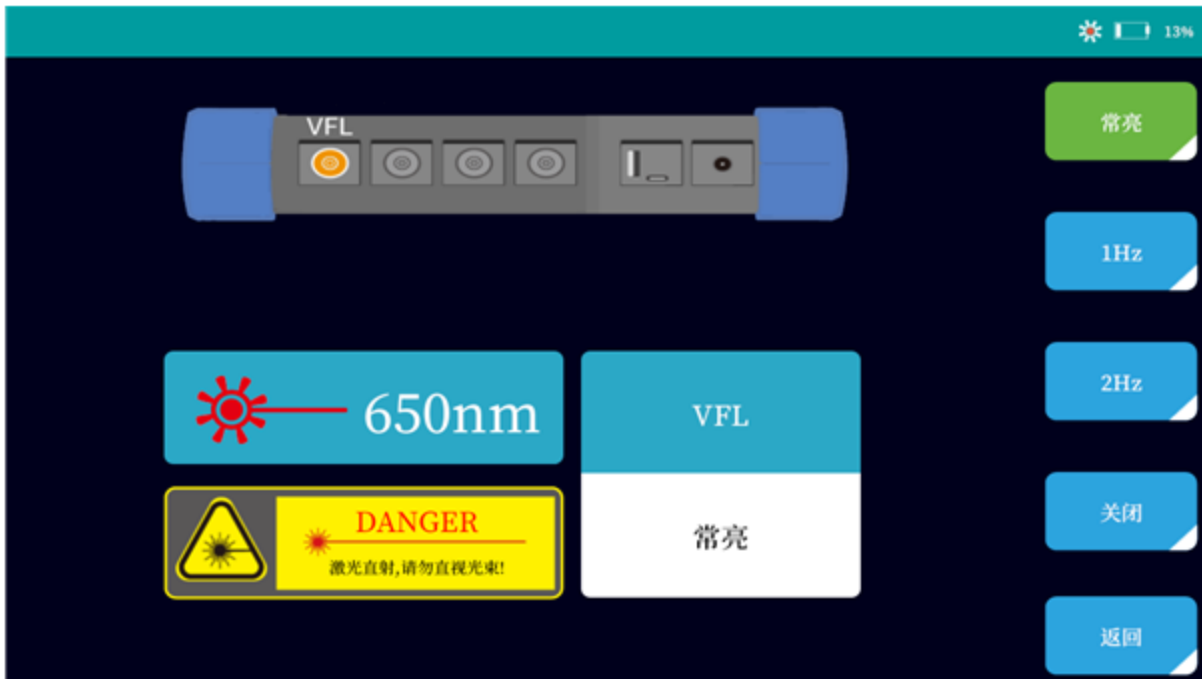 13%
VFL
常亮
1Hz
2Hz
关闭
返回
650nm
VFL
常亮
DANGER
激光直射,请勿直视光束!